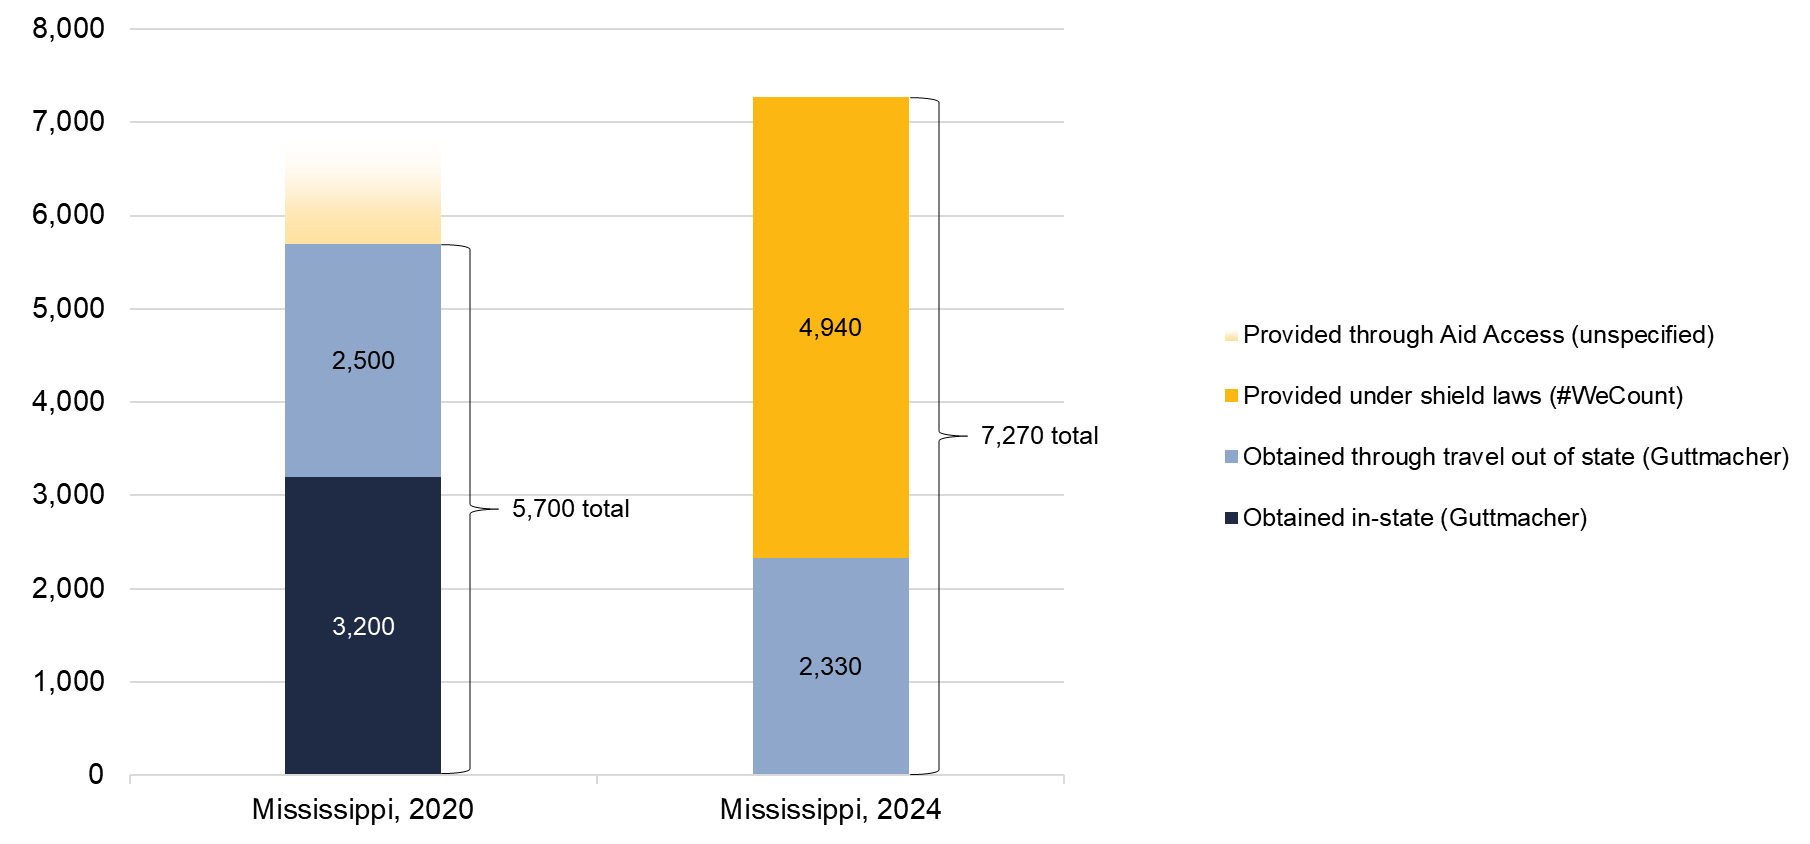 8,000
7,000
6,000
5,000
4,000
3,000
2,000
1,000
0
2,500
3,200
5,700 total
4,940
2,330
7,270 total
Mississippi, 2020
Mississippi, 2024
Provided through Aid Access (unspecified)
Provided under shield laws (#WeCount)
Obtained through travel out of state (Guttmacher)
Obtained in-state (Guttmacher)